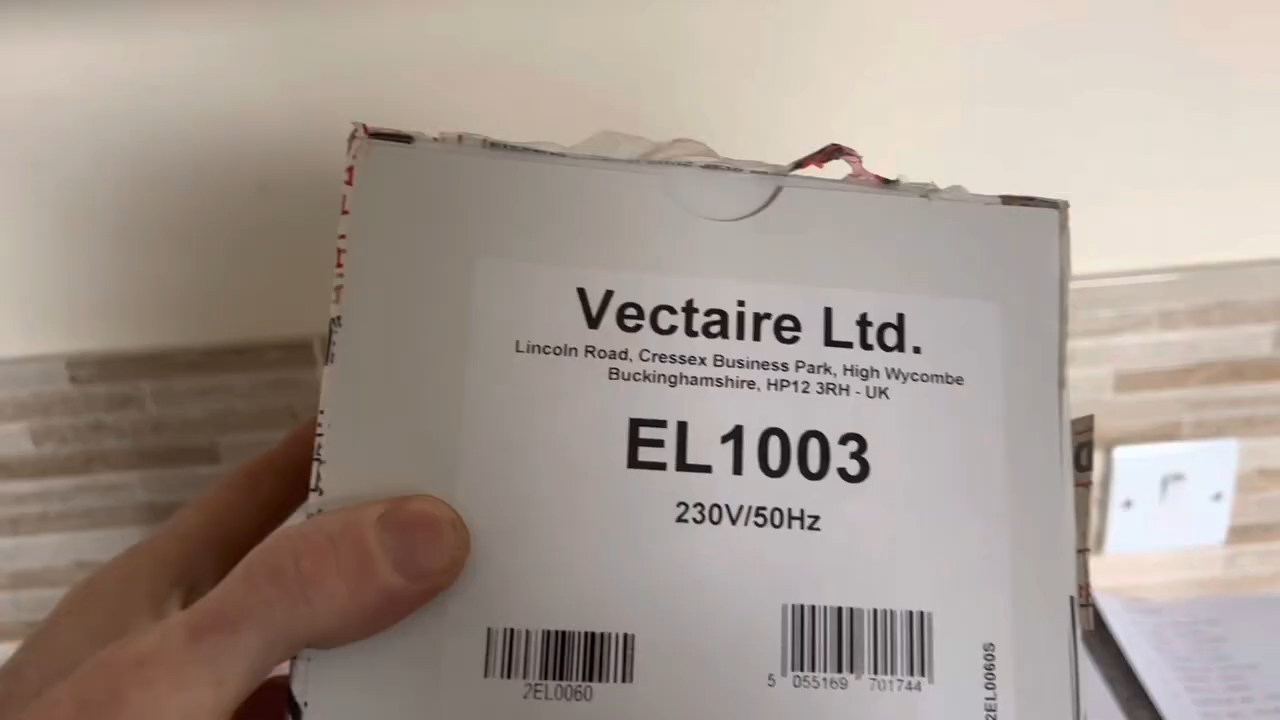 Vectaire Ltd.
Lincoln Road, Cressex Business Park, High Wycombe
Buckinghamshire, HP12 3RH - UK
EL1003
230V/50Hz
2EL0060
5 055169 701744
2EL0060S